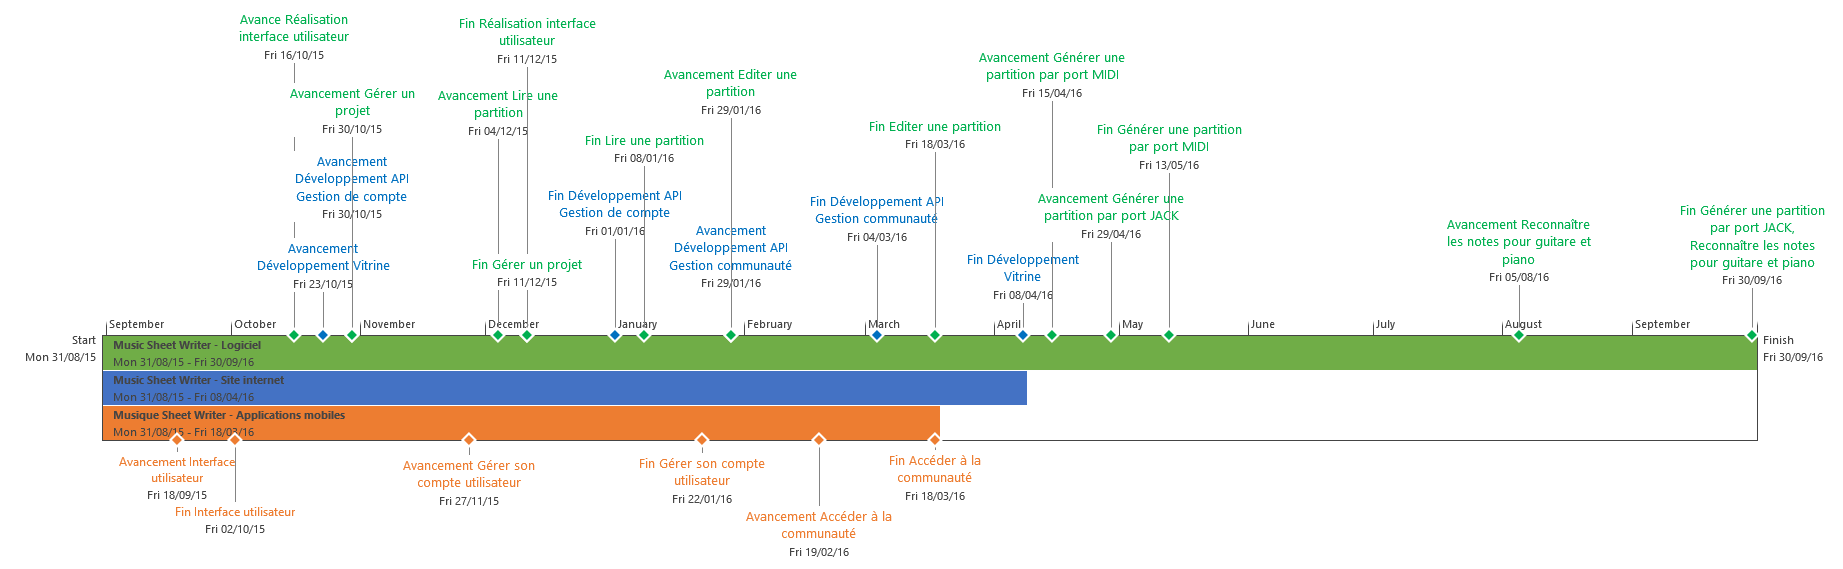 Avance Réalisation
interface utilisateur
Fri 16/10/15
Fin Réalisation interface
utilisateur
Fri 11/12/15
Avancement Gérer un
projet
Fri 30/10/15
Avancement Lire une
partition
Fri 04/12/15
Avancement Editer une
partition
Fri 29/01/16
Avancement Générer une
partition par port MIDI
Fri 15/04/16
Fin Lire une partition
Fri 08/01/16
Fin Editer une partition
Fri 18/03/16
Fin Générer une partition
par port MIDI
Fri 13/05/16
Avancement
Développement API
Gestion de compte
Fri 30/10/15
Fin Développement API
Gestion de compte
Fri 01/01/16
Avancement
Développement API
Gestion communauté
Fri 29/01/16
Fin Développement API
Gestion communauté
Fri 04/03/16
Avancement Générer une
partition par port JACK
Fri 29/04/16
Avancement Reconnaître
les notes pour guitare et
piano
Fri 05/08/16
Fin Générer une partition
par port JACK,
Reconnaître les notes
pour guitare et piano
Fri 30/09/16
Avancement
Développement Vitrine
Fri 23/10/15
Fin Gérer un projet
Fri 11/12/15
Fin Développement
Vitrine
Fri 08/04/16
September October November December January February March April May June July August September
Start
Mon 31/08/15
Finish
Fri 30/09/16
Music Sheet Writer - Logiciel
Mon 31/08/15 - Fri 30/09/16
Music Sheet Writer - Site internet
Mon 31/08/15 - Fri 08/04/16
Musique Sheet Writer - Applications mobiles
Mon 31/08/15 - Fri 18/03/16
Avancement Interface
utilisateur
Fri 18/09/15
Fin Interface utilisateur
Fri 02/10/15
Avancement Gérer son
compte utilisateur
Fri 27/11/15
Fin Gérer son compte
utilisateur
Fri 22/01/16
Avancement Accéder à la
communauté
Fri 19/02/16
Fin Accéder à la
communauté
Fri 18/03/16